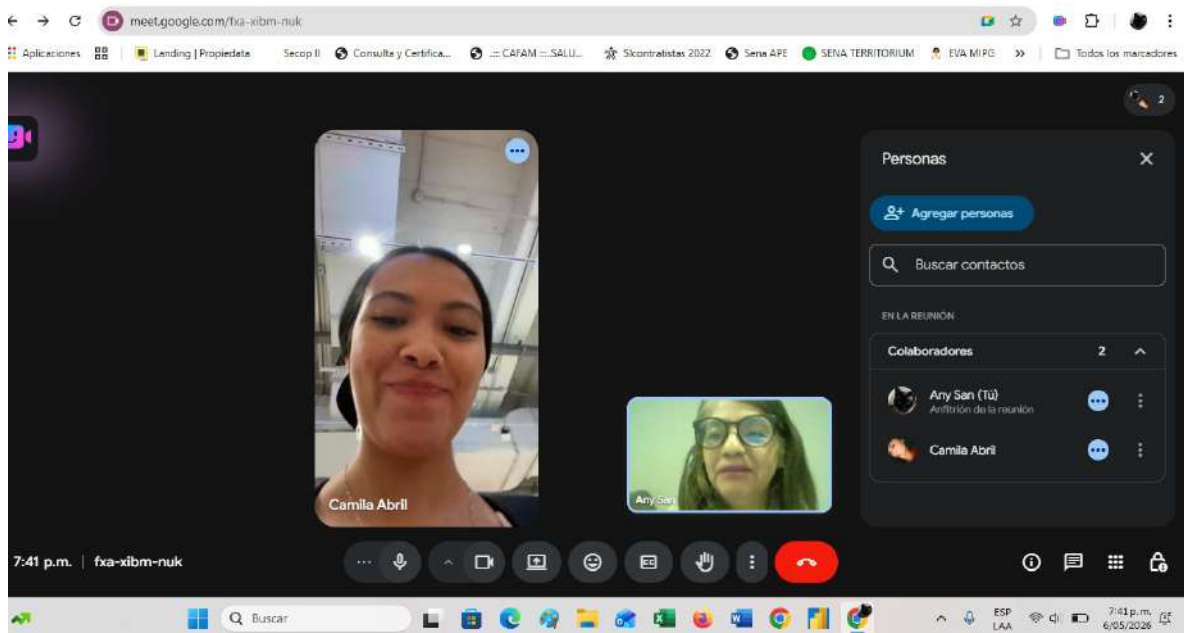 meet.google.com/fxa-xibm-nuk
Aplicaciones
Landing | Propiedata
Secop II
Consulta y Certifica...
..::: CAFAM :::..SALU...
SIcontratistas 2022
Sena APE
SENA TERRITORIUM
EVA MIPG
»
Todos los marcadores
2
Personas
Agregar personas
Buscar contactos
EN LA REUNIÓN
Colaboradores 2
Any San (Tú)
Anfitrión de la reunión
Camila Abril
Camila Abril
Any San
7:41 p.m. | fxa-xibm-nuk
Buscar
ESP
LAA
7:41 p.m.
6/05/2026